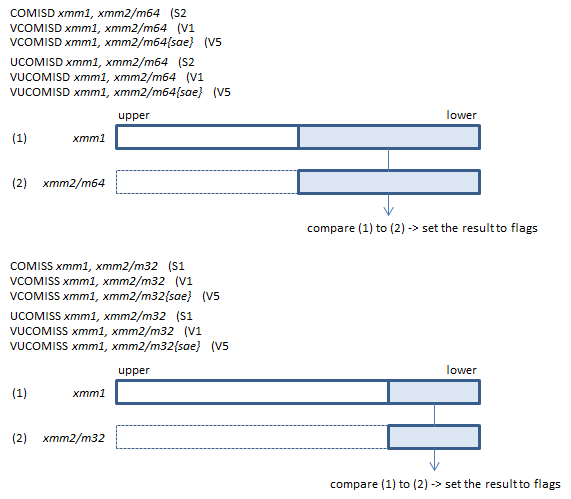 COMISD xmm1, xmm2/m64 (S2
VCOMISD xmm1, xmm2/m64 (V1
VCOMISD xmm1, xmm2/m64{sae} (V5
UCOMISD xmm1, xmm2/m64 (S2
VUCOMISD xmm1, xmm2/m64 (V1
VUCOMISD xmm1, xmm2/m64{sae} (V5
upper lower
(1) xmm1
(2) xmm2/m64
compare (1) to (2) -> set the result to flags
COMISS xmm1, xmm2/m32 (S1
VCOMISS xmm1, xmm2/m32 (V1
VCOMISS xmm1, xmm2/m32{sae} (V5
UCOMISS xmm1, xmm2/m32 (S1
VUCOMISS xmm1, xmm2/m32 (V1
VUCOMISS xmm1, xmm2/m32{sae} (V5
upper lower
(1) xmm1
(2) xmm2/m32
compare (1) to (2) -> set the result to flags